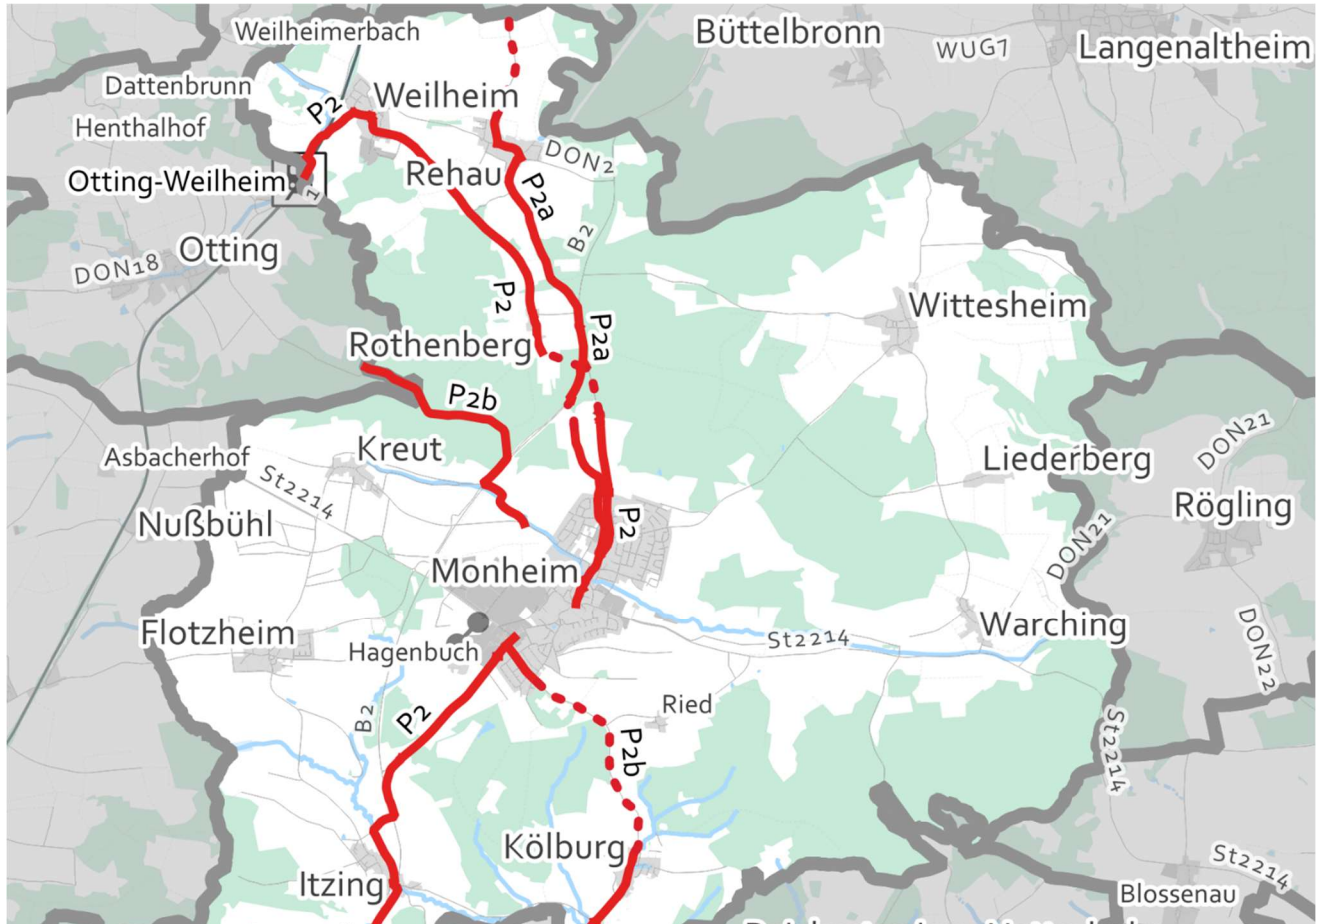 Weilheimerbach
Büttelbronn
WUG7
Langenaltheim
Dattenbrunn
P2
Weilheim
Henthalhof
DON2
Otting-Weilheim
1
Rehau
P2a
Otting
B2
DON18
P2
Wittesheim
P2a
Rothenberg
P2b
DON21
Kreut
Asbacherhof
Liederberg
St2214
Rögling
Nußbühl
P2
DON21
Monheim
Flotzheim
St2214
Warching
Hagenbuch
DON22
P2
B2
Ried
P2b
St2214
Kölburg
Itzing
St2214
Blossenau